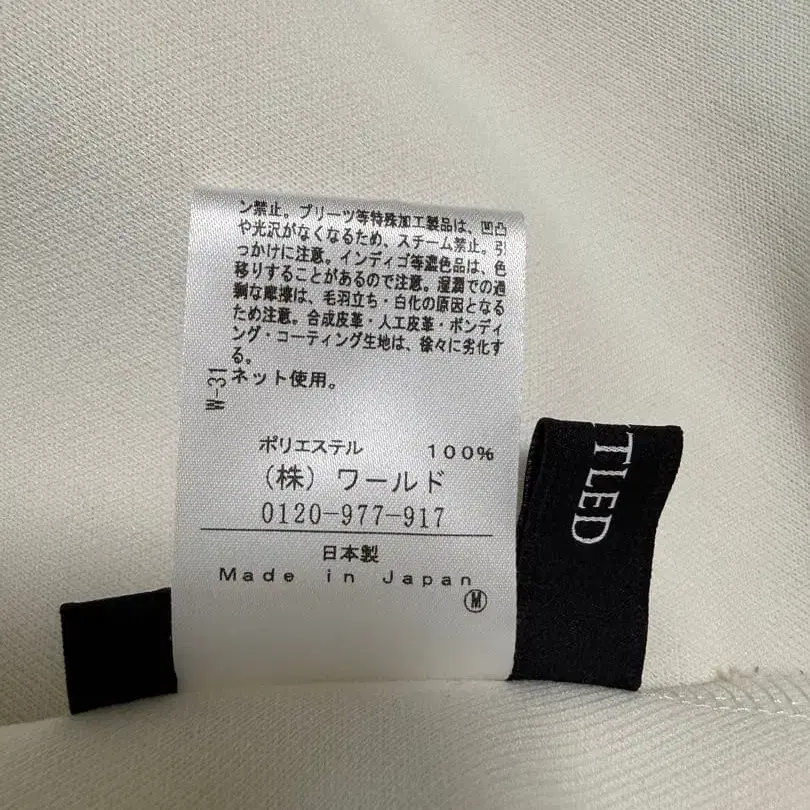 ン禁止。プリーツ等特殊加工製品は、凹凸
や光沢がなくなるため、スチーム禁止。引
っかけに注意。インディゴ等濃色品は、色
移りすることがあるので注意。湿潤での過
剰な摩擦は、毛羽立ち・白化の原因となる
ため注意。合成皮革・人工皮革・ボンディ
ング・コーティング生地は、徐々に劣化す
る。
ネット使用。
W-31
ポリエステル 100%
(株) ワールド
0120-977-917
日本製
Made in Japan
M
TLED